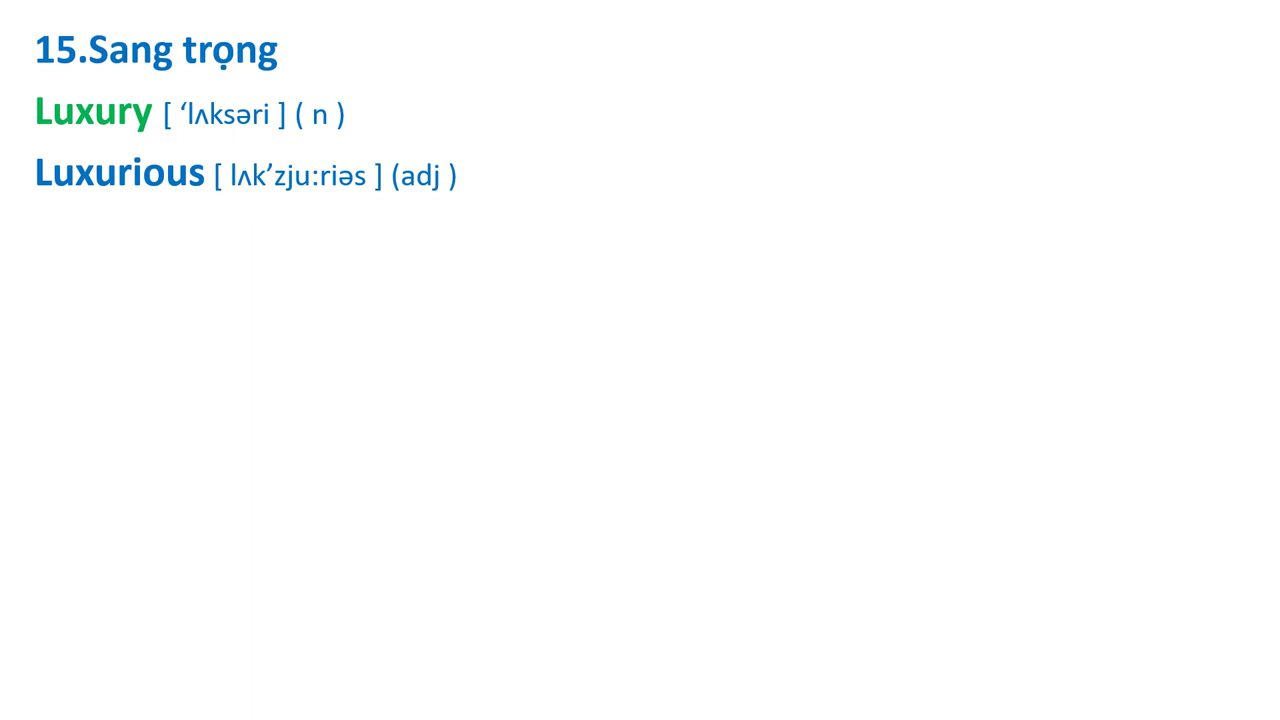 15.Sang trọng
Luxury [ ‘lʌksəri ] ( n )
Luxurious [ lʌk’zju:riəs ] (adj )